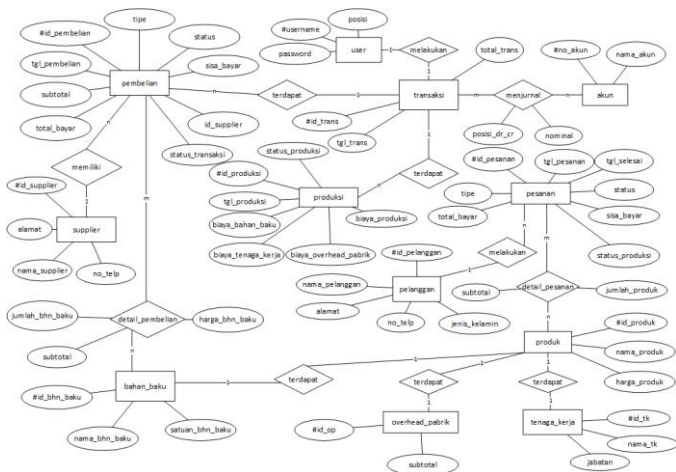 tipe
#id_pembelian
status
tgl_pembelian
sisa_bayar
subtotal
pembelian
total_bayar
id_supplier
status_transaksi
n
terdapat
1
posisi
#username
password
user
1
melakukan
1
total_trans
transaksi
#id_trans
tgl_trans
m
menjurnal
n
posisi_dr_cr
nominal
#no_akun
nama_akun
akun
n
memiliki
1
#id_supplier
alamat
supplier
nama_supplier
no_telp
m
1
terdapat
n
status_produksi
#id_produksi
tgl_produksi
produksi
biaya_bahan_baku
biaya_produksi
biaya_tenaga_kerja
biaya_overhead_pabrik
#id_pesanan
tgl_pesanan
tgl_selesai
tipe
pesanan
status
total_bayar
sisa_bayar
status_produksi
n
melakukan
1
#id_pelanggan
nama_pelanggan
pelanggan
alamat
no_telp
jenis_kelamin
m
subtotal
detail_pesanan
jumlah_produk
n
jumlah_bhn_baku
detail_pembelian
harga_bhn_baku
subtotal
n
#id_produk
produk
nama_produk
harga_produk
1
terdapat
1
bahan_baku
#id_bhn_baku
nama_bhn_baku
satuan_bhn_baku
1
terdapat
1
#id_op
overhead_pabrik
subtotal
1
terdapat
1
tenaga_kerja
#id_tk
nama_tk
jabatan